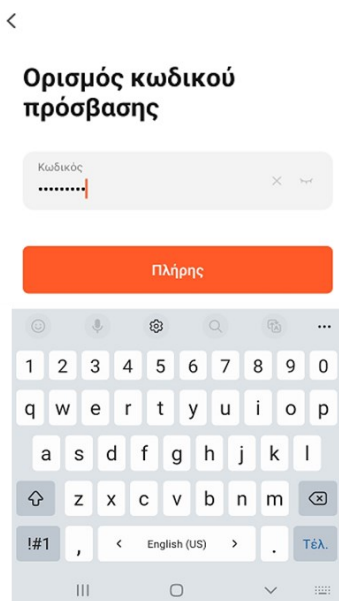 Ορισμός κωδικού
πρόσβασης
Κωδικός
•••••••••
Πλήρης
1 2 3 4 5 6 7 8 9 0
q w e r t y u i o p
a s d f g h j k l
z x c v b n m
!#1 , < English (US) > . Τέλ.